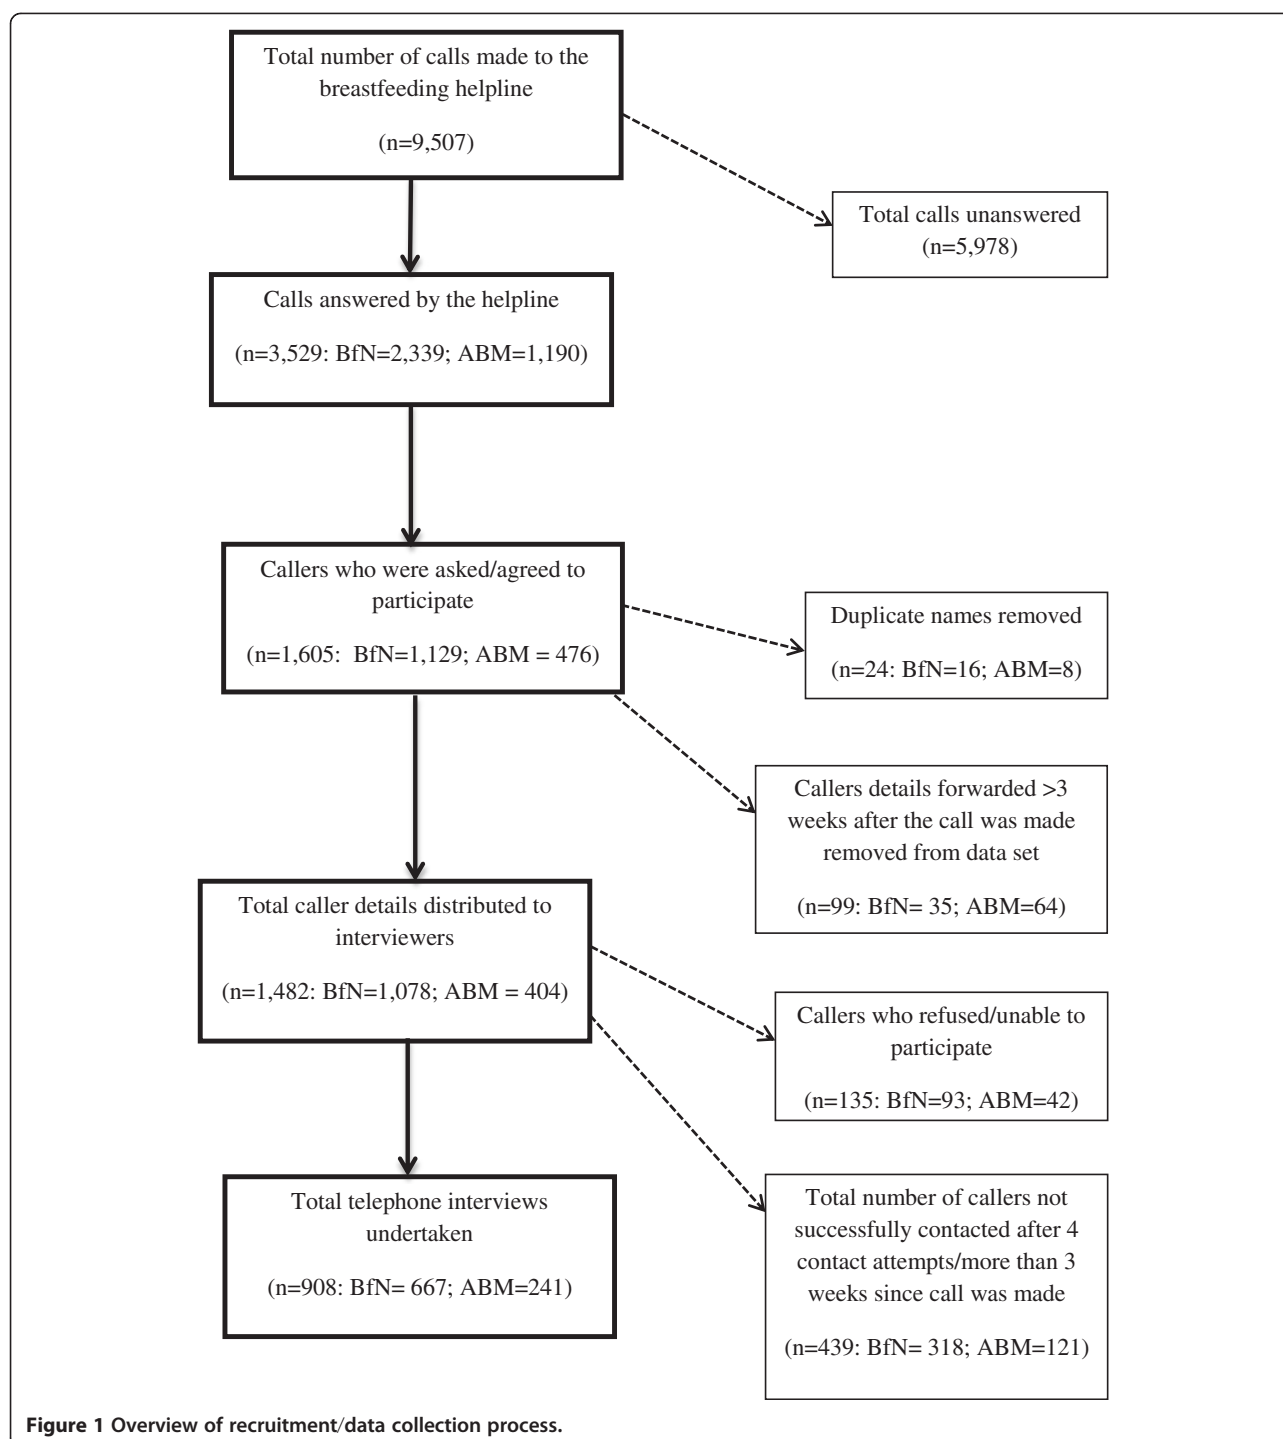 Total number of calls made to the
breastfeeding helpline
(n=9,507)
Total calls unanswered
(n=5,978)
Calls answered by the helpline
(n=3,529: BfN=2,339; ABM=1,190)
Callers who were asked/agreed to
participate
(n=1,605: BfN=1,129; ABM = 476)
Duplicate names removed
(n=24: BfN=16; ABM=8)
Callers details forwarded >3
weeks after the call was made
removed from data set
(n=99: BfN= 35; ABM=64)
Total caller details distributed to
interviewers
(n=1,482: BfN=1,078; ABM = 404)
Callers who refused/unable to
participate
(n=135: BfN=93; ABM=42)
Total telephone interviews
undertaken
(n=908: BfN= 667; ABM=241)
Total number of callers not
successfully contacted after 4
contact attempts/more than 3
weeks since call was made
(n=439: BfN= 318; ABM=121)
Figure 1 Overview of recruitment/data collection process.